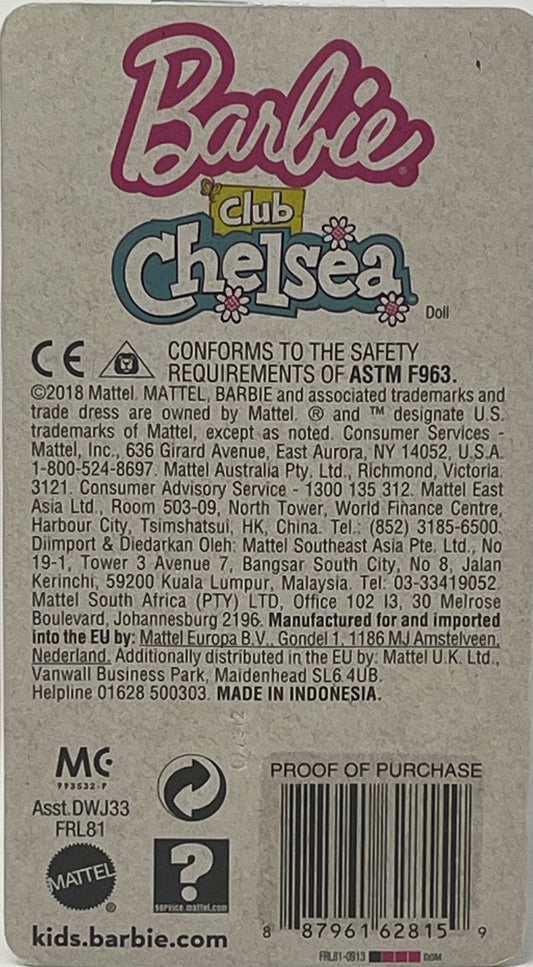 Barbie®
Club
Chelsea™
Doll
CE CONFORMS TO THE SAFETY
REQUIREMENTS OF ASTM F963.
©2018 Mattel. MATTEL, BARBIE and associated trademarks and
trade dress are owned by Mattel. ® and ™ designate U.S.
trademarks of Mattel, except as noted. Consumer Services -
Mattel, Inc., 636 Girard Avenue, East Aurora, NY 14052, U.S.A.
1-800-524-8697. Mattel Australia Pty. Ltd., Richmond, Victoria.
3121. Consumer Advisory Service - 1300 135 312. Mattel East
Asia Ltd., Room 503-09, North Tower, World Finance Centre,
Harbour City, Tsimshatsui, HK, China. Tel.: (852) 3185-6500.
Diimport & Diedarkan Oleh: Mattel Southeast Asia Pte. Ltd., No
19-1, Tower 3 Avenue 7, Bangsar South City, No 8, Jalan
Kerinchi, 59200 Kuala Lumpur, Malaysia. Tel: 03-33419052.
Mattel South Africa (PTY) LTD, Office 102 I3, 30 Melrose
Boulevard, Johannesburg 2196. Manufactured for and imported
into the EU by: Mattel Europa B.V., Gondel 1, 1186 MJ Amstelveen,
Nederland. Additionally distributed in the EU by: Mattel U.K. Ltd.,
Vanwall Business Park, Maidenhead SL6 4UB.
Helpline 01628 500303. MADE IN INDONESIA.
MC
993532-P
Asst.DWJ33
FRL81
MATTEL®
?
service.mattel.com
kids.barbie.com
PROOF OF PURCHASE
8 87961 62815 9
FRL81-0913 DOM